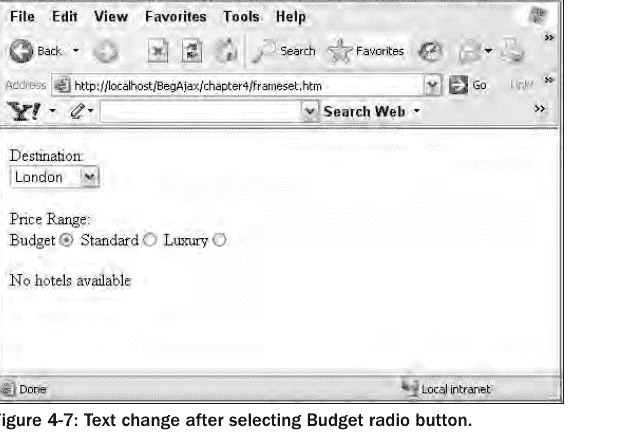 File Edit View Favorites Tools Help
Back Search Favorites »
Address http://localhost/BegAjax/chapter4/frameset.htm Go Links »
Y! Search Web »
Destination:
London
Price Range:
Budget Standard Luxury
No hotels available
Done Local intranet
igure 4-7: Text change after selecting Budget radio button.